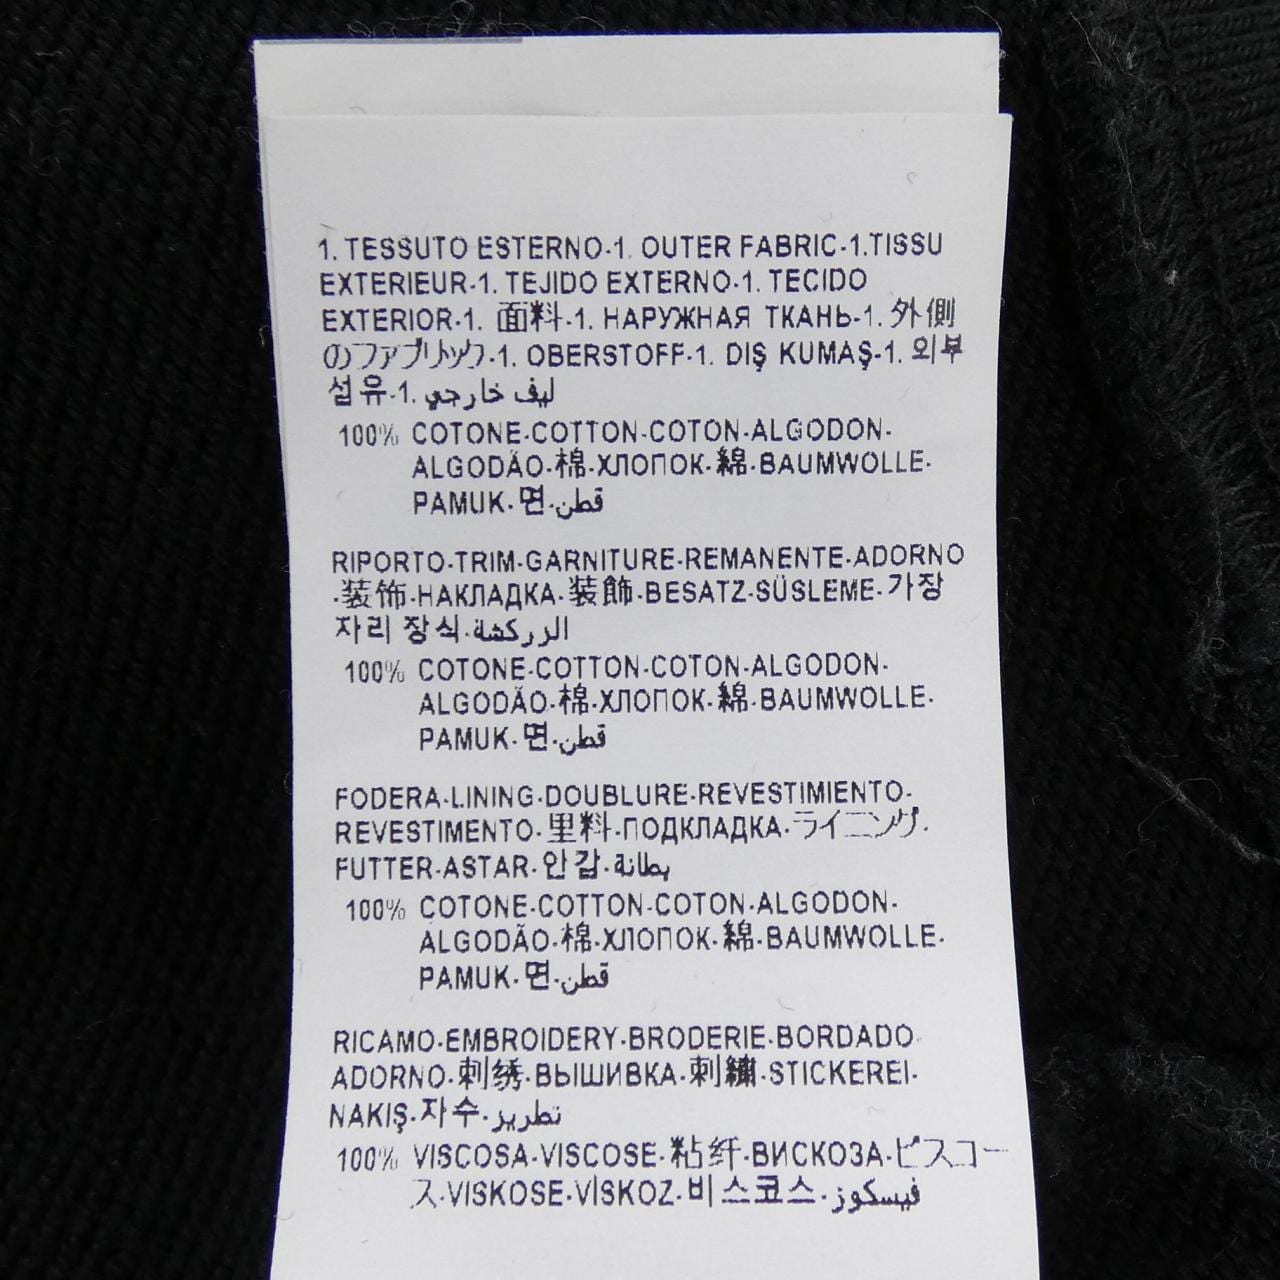 1. TESSUTO ESTERNO-1. OUTER FABRIC-1.TISSU
EXTERIEUR-1. TEJIDO EXTERNO-1. TECIDO
EXTERIOR-1. 面料-1. НАРУЖНАЯ ТКАНЬ-1. 外側
のファブリック-1. OBERSTOFF-1. DIŞ KUMAŞ-1. 외부
섬유-1. ليف خارجي
100% COTONE-COTTON-COTON-ALGODON-
ALGODÃO-棉-ХЛОПОК-綿-BAUMWOLLE-
PAMUK-면-قطن
RIPORTO-TRIM-GARNITURE-REMANENTE-ADORNO
-装饰-НАКЛАДКА-装飾-BESATZ-SÜSLEME-가장
자리 장식-الزركشة
100% COTONE-COTTON-COTON-ALGODON-
ALGODÃO-棉-ХЛОПОК-綿-BAUMWOLLE-
PAMUK-면-قطن
FODERA-LINING-DOUBLURE-REVESTIMIENTO-
REVESTIMENTO-里料-ПОДКЛАДКА-ライニング-
FUTTER-ASTAR-안감-بطانة
100% COTONE-COTTON-COTON-ALGODON-
ALGODÃO-棉-ХЛОПОК-綿-BAUMWOLLE-
PAMUK-면-قطن
RICAMO-EMBROIDERY-BRODERIE-BORDADO
ADORNO-刺绣-ВЫШИВКА-刺繍-STICKEREI-
NAKIŞ-자수-تطريز
100% VISCOSA-VISCOSE-粘纤-ВИСКОЗА-ビスコー
ス-VISKOSE-VİSKOZ-비스코스-فيسكوز